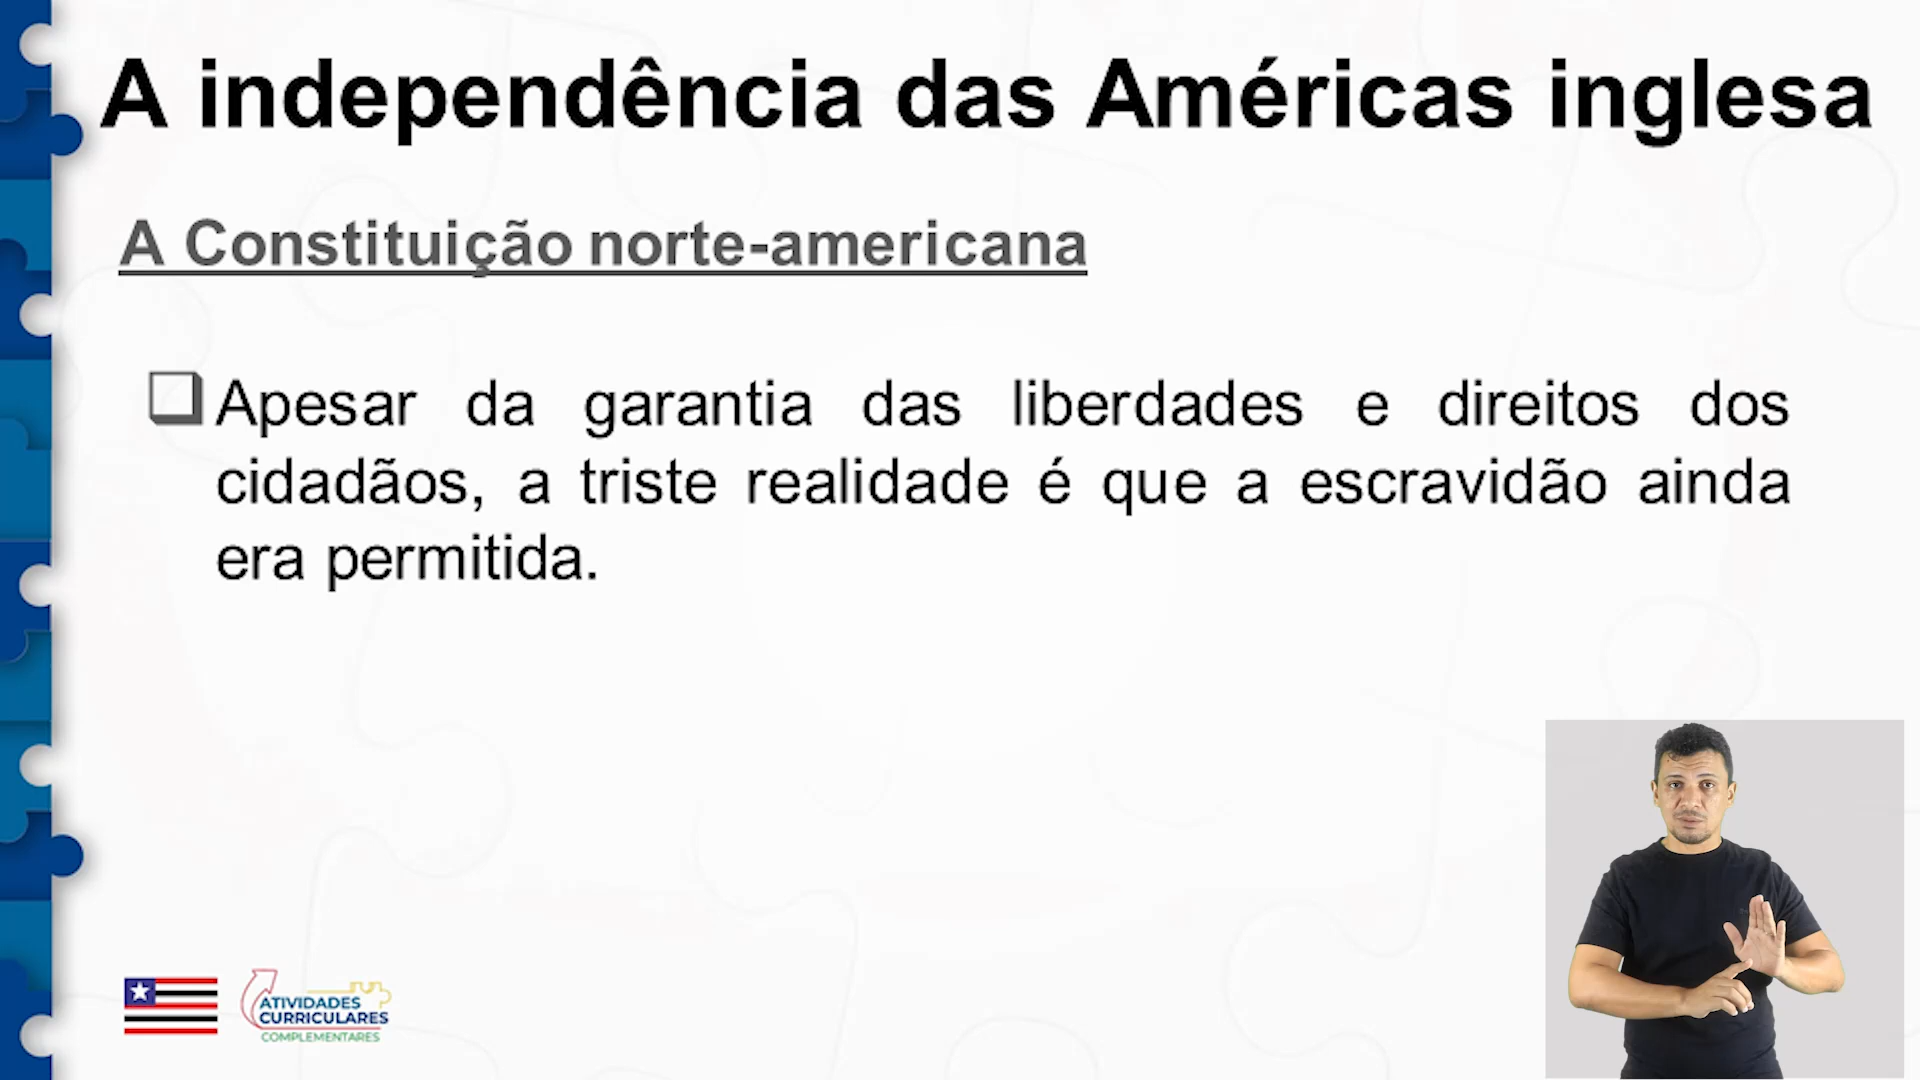 A independência das Américas inglesa
A Constituição norte-americana
Apesar da garantia das liberdades e direitos dos
cidadãos, a triste realidade é que a escravidão ainda
era permitida.
ATIVIDADES
CURRICULARES
COMPLEMENTARES